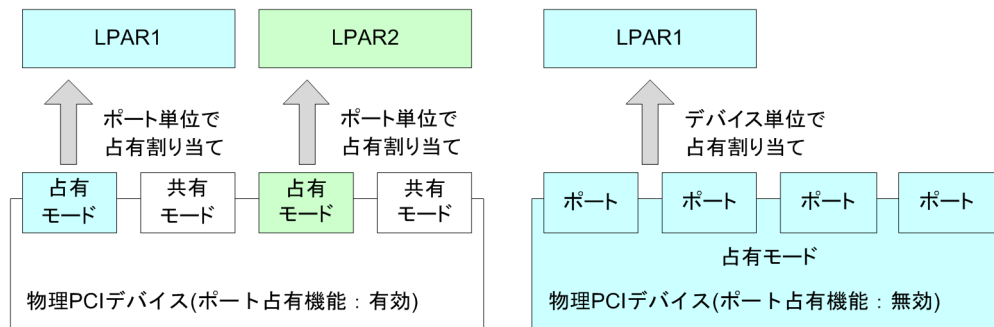 LPAR1
LPAR2
ポート単位で
占有割り当て
ポート単位で
占有割り当て
占有
モード
共有
モード
占有
モード
共有
モード
物理PCIデバイス(ポート占有機能：有効)
LPAR1
デバイス単位で
占有割り当て
ポート
ポート
ポート
ポート
占有モード
物理PCIデバイス(ポート占有機能：無効)